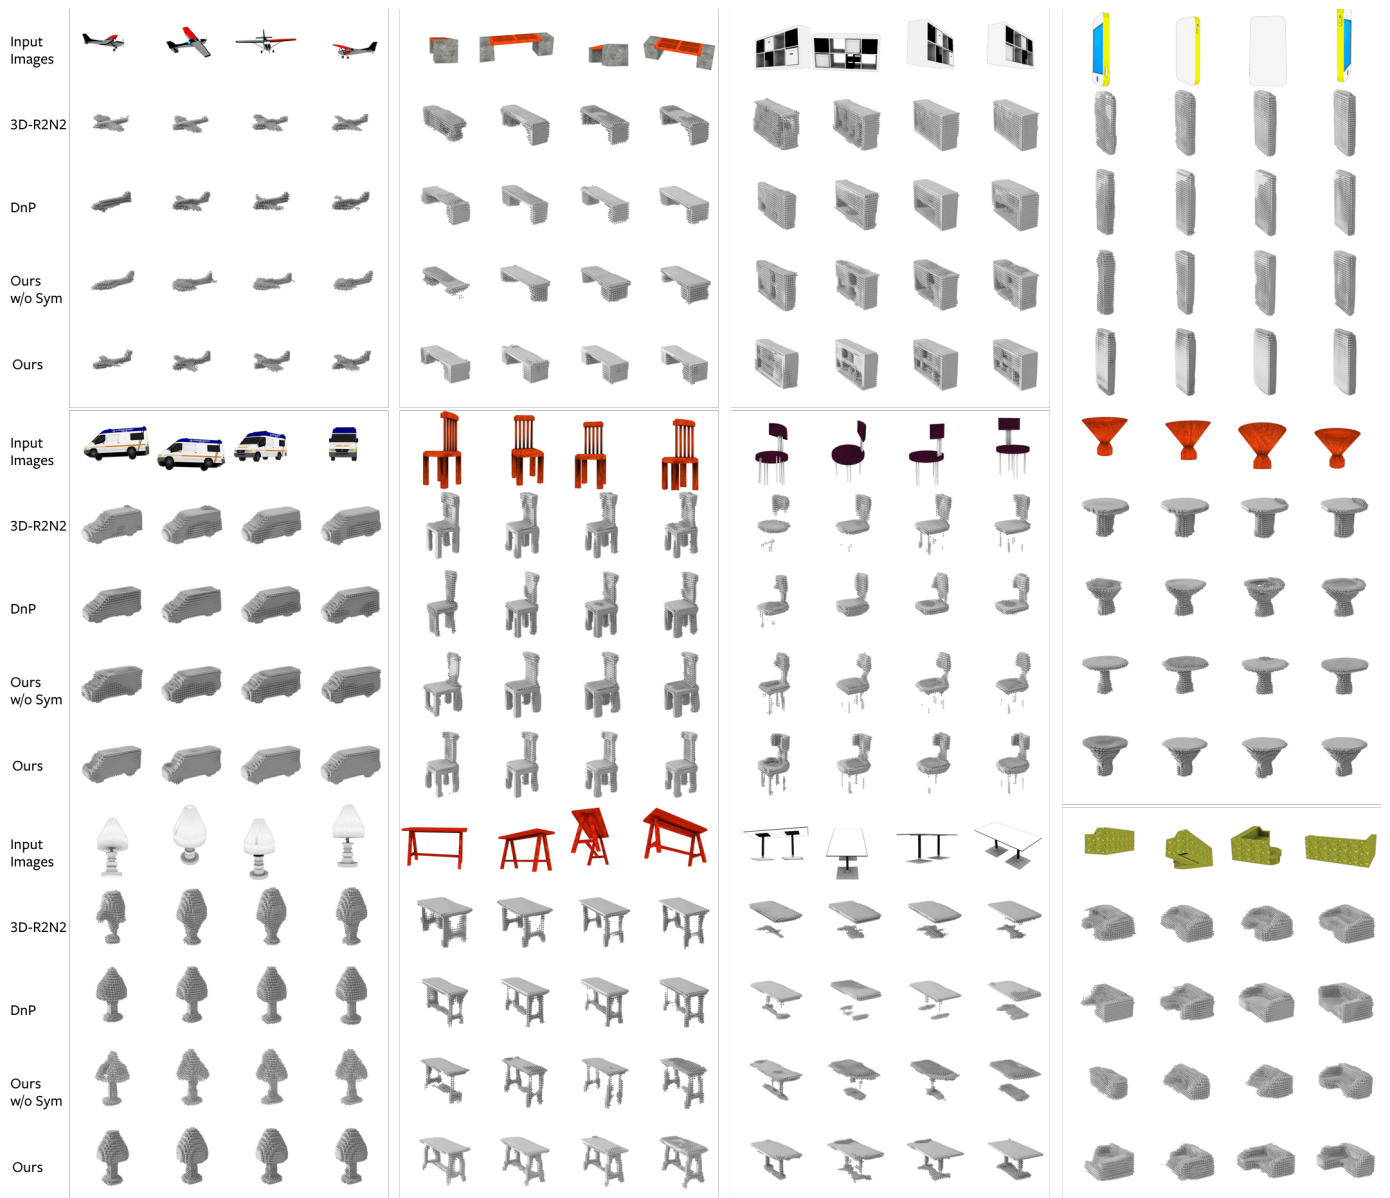 Input
Images
3D-R2N2
DnP
Ours
w/o Sym
Ours
Input
Images
3D-R2N2
DnP
Ours
w/o Sym
Ours
Input
Images
3D-R2N2
DnP
Ours
w/o Sym
Ours